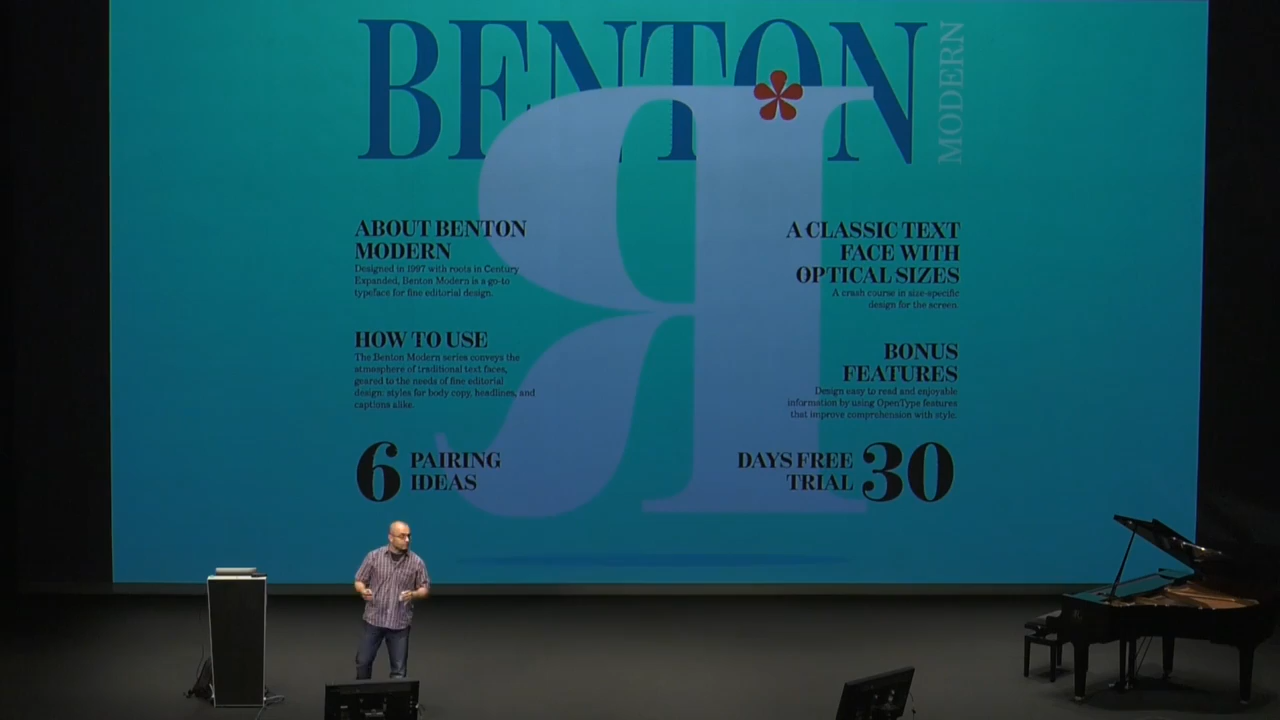 BENTON
MODERN
Я
ABOUT BENTON
MODERN
Designed in 1997 with roots in Century
Expanded, Benton Modern is a go-to
typeface for fine editorial design.
HOW TO USE
The Benton Modern series conveys the
atmosphere of traditional text faces,
geared to the needs of fine editorial
design: styles for body copy, headlines, and
captions alike.
6 PAIRING
IDEAS
A CLASSIC TEXT
FACE WITH
OPTICAL SIZES
A crash course in size-specific
design for the screen.
BONUS
FEATURES
Design easy to read and enjoyable
information by using OpenType features
that improve comprehension with style.
DAYS FREE 30
TRIAL